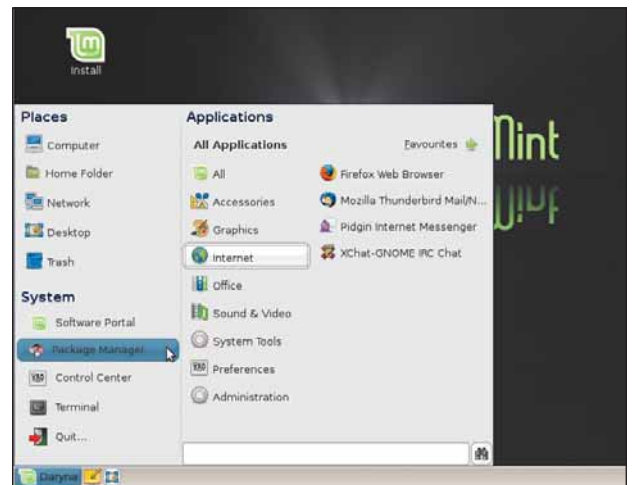 Install
Places
Computer
Home Folder
Network
Desktop
Trash
System
Software Portal
Package Manager
Control Center
Terminal
Quit...
Applications
All Applications
Favourites
All
Accessories
Graphics
Internet
Office
Sound & Video
System Tools
Preferences
Administration
Firefox Web Browser
Mozilla Thunderbird Mail/N...
Pidgin Internet Messenger
XChat-GNOME IRC Chat
Mint
Daryna